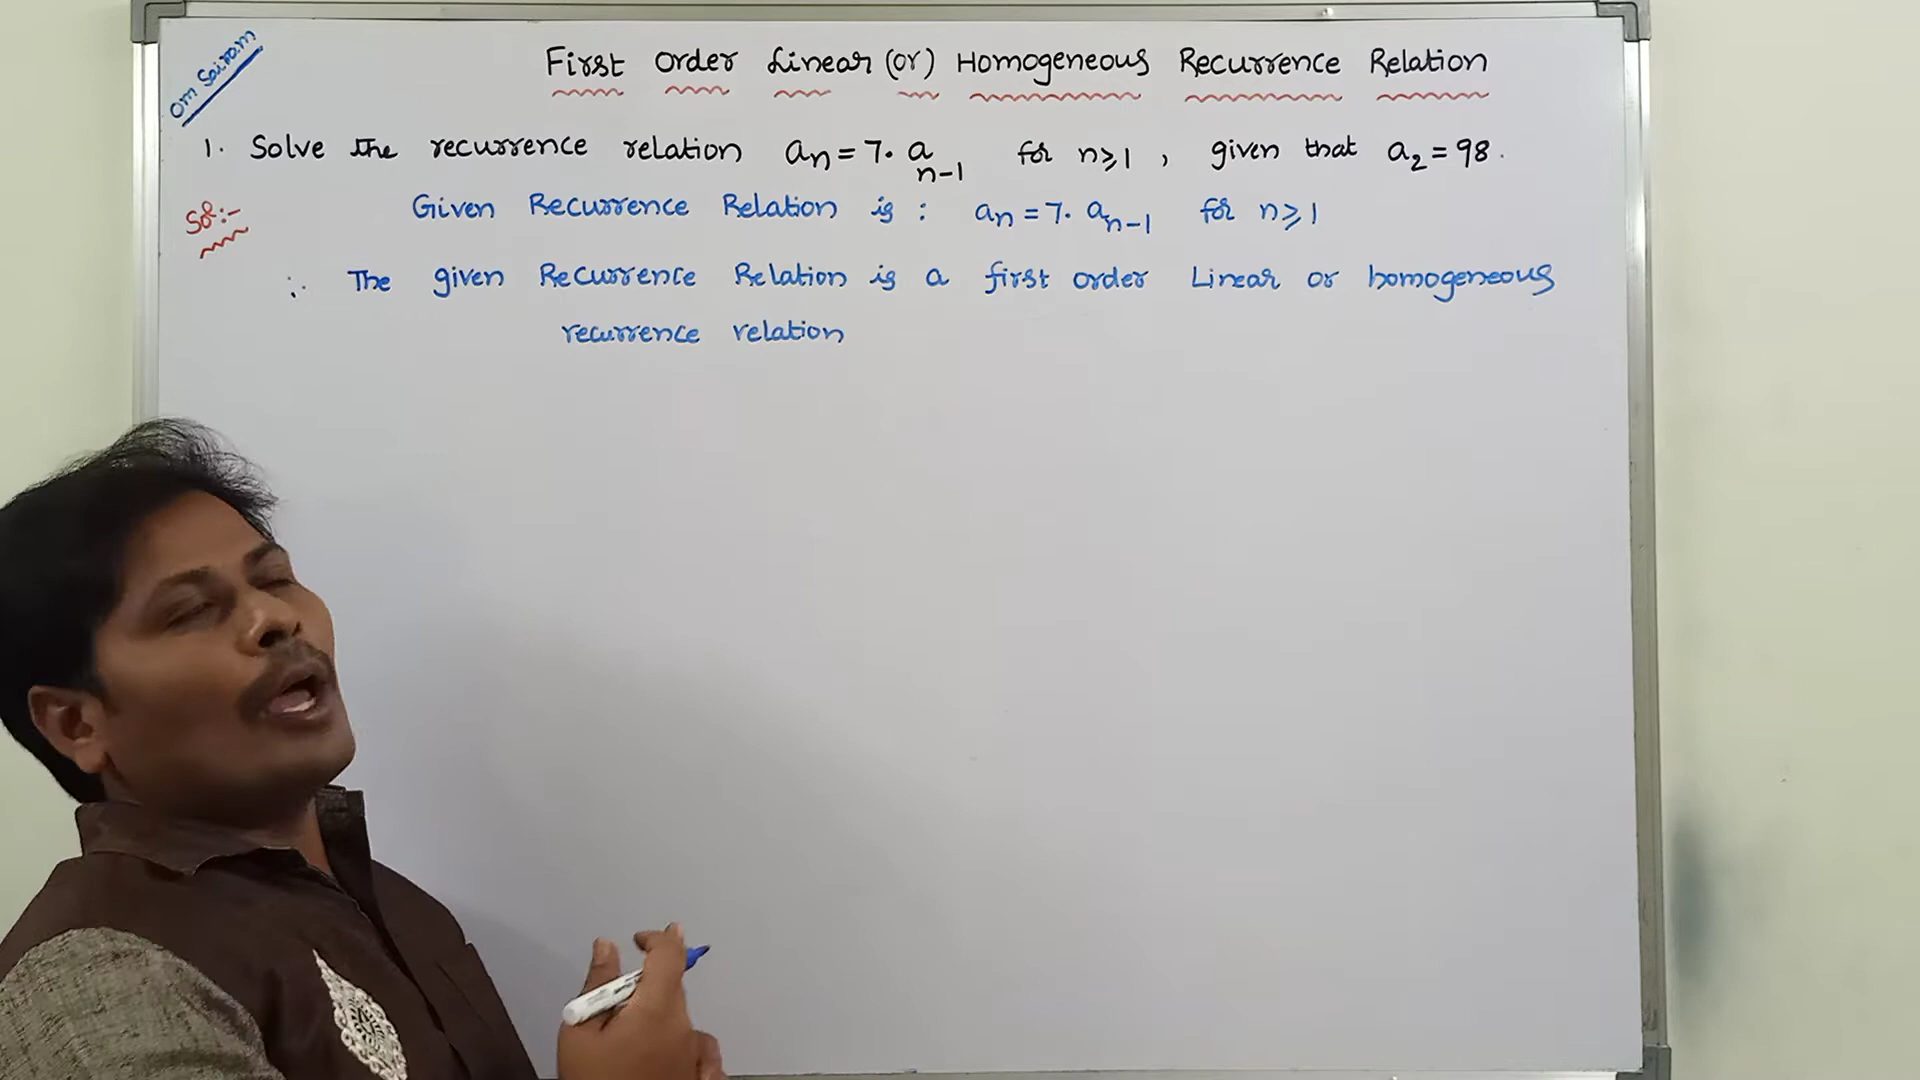 Om Sairam
First Order Linear (or) Homogeneous Recurrence Relation
1. Solve the recurrence relation aₙ = 7. aₙ₋₁ for n ≥ 1 , given that a₂ = 98.
Sol:- Given Recurrence Relation is : aₙ = 7. aₙ₋₁ for n ≥ 1
∴ The given Recurrence Relation is a first order Linear or homogeneous
recurrence relation